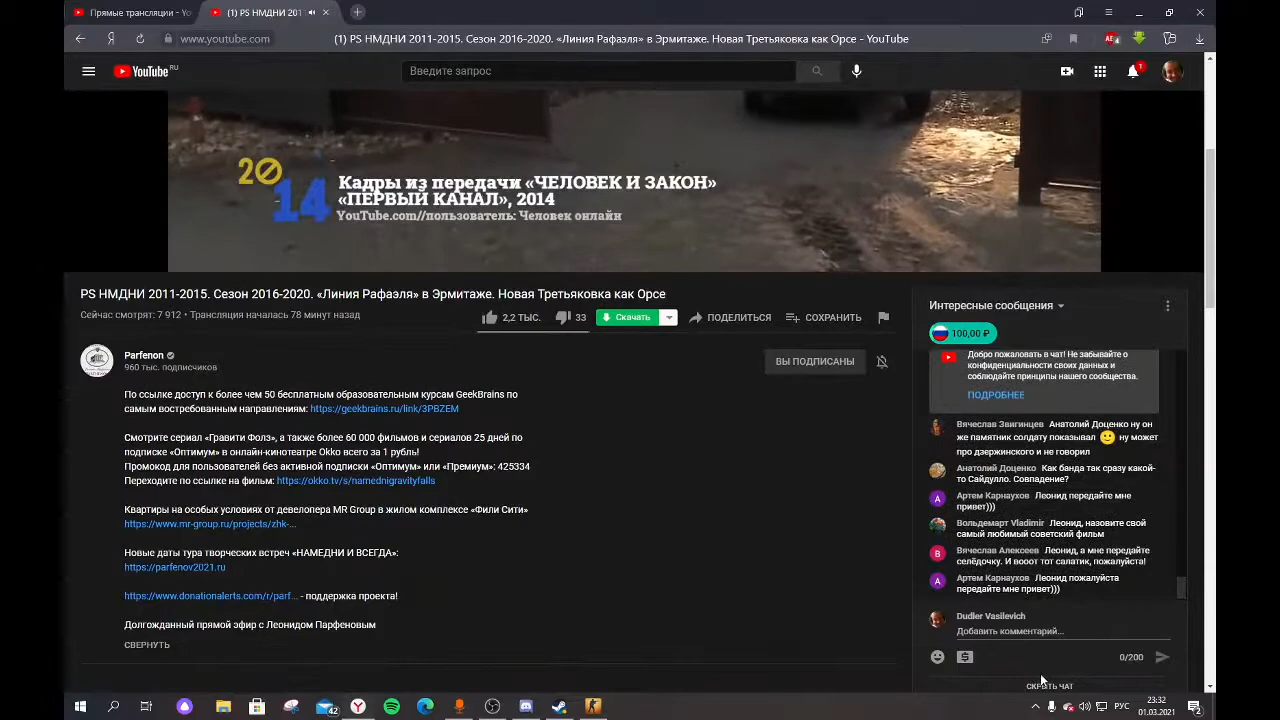 Прямые трансляции - Yo
(1) PS НМДНИ 201
www.youtube.com
(1) PS НМДНИ 2011-2015. Сезон 2016-2020. «Линия Рафаэля» в Эрмитаже. Новая Третьяковка как Орсе - YouTube
YouTube RU
Введите запрос
1
2014
Кадры из передачи «ЧЕЛОВЕК И ЗАКОН»
«ПЕРВЫЙ КАНАЛ», 2014
YouTube.com//пользователь: Человек онлайн
PS НМДНИ 2011-2015. Сезон 2016-2020. «Линия Рафаэля» в Эрмитаже. Новая Третьяковка как Орсе
Сейчас смотрят: 7 912 • Трансляция началась 78 минут назад
2,2 ТЫС.
33
Скачать
ПОДЕЛИТЬСЯ
СОХРАНИТЬ
Parfenon
960 тыс. подписчиков
ВЫ ПОДПИСАНЫ
По ссылке доступ к более чем 50 бесплатным образовательным курсам GeekBrains по
самым востребованным направлениям: https://geekbrains.ru/link/3PBZEM
Смотрите сериал «Гравити Фолз», а также более 60 000 фильмов и сериалов 25 дней по
подписке «Оптимум» в онлайн-кинотеатре Okko всего за 1 рубль!
Промокод для пользователей без активной подписки «Оптимум» или «Премиум»: 425334
Переходите по ссылке на фильм: https://okko.tv/s/namednigravityfalls
Квартиры на особых условиях от девелопера MR Group в жилом комплексе «Фили Сити»
https://www.mr-group.ru/projects/zhk-...
Новые даты тура творческих встреч «НАМЕДНИ И ВСЕГДА»:
https://parfenov2021.ru
https://www.donationalerts.com/r/parf... - поддержка проекта!
Долгожданный прямой эфир с Леонидом Парфеновым
СВЕРНУТЬ
Интересные сообщения
100,00 ₽
Добро пожаловать в чат! Не забывайте о
конфиденциальности своих данных и
соблюдайте принципы нашего сообщества.
ПОДРОБНЕЕ
Вячеслав Звигинцев Анатолий Доценко ну он
же памятник солдату показывал ну может
про дзержинского и не говорил
Анатолий Доценко Как банда так сразу какой-
то Сайдулло. Совпадение?
А
Артем Карнаухов Леонид передайте мне
привет)))
Вольдемарт Vladimir Леонид, назовите свой
самый любимый советский фильм
В
Вячеслав Алексеев Леонид, а мне передайте
селёдочку. И вооот тот салатик, пожалуйста!
А
Артем Карнаухов Леонид пожалуйста
передайте мне привет)))
Dudler Vasilevich
Добавить комментарий...
0/200
СКРЫТЬ ЧАТ
42
РУС
23:32
01.03.2021
2